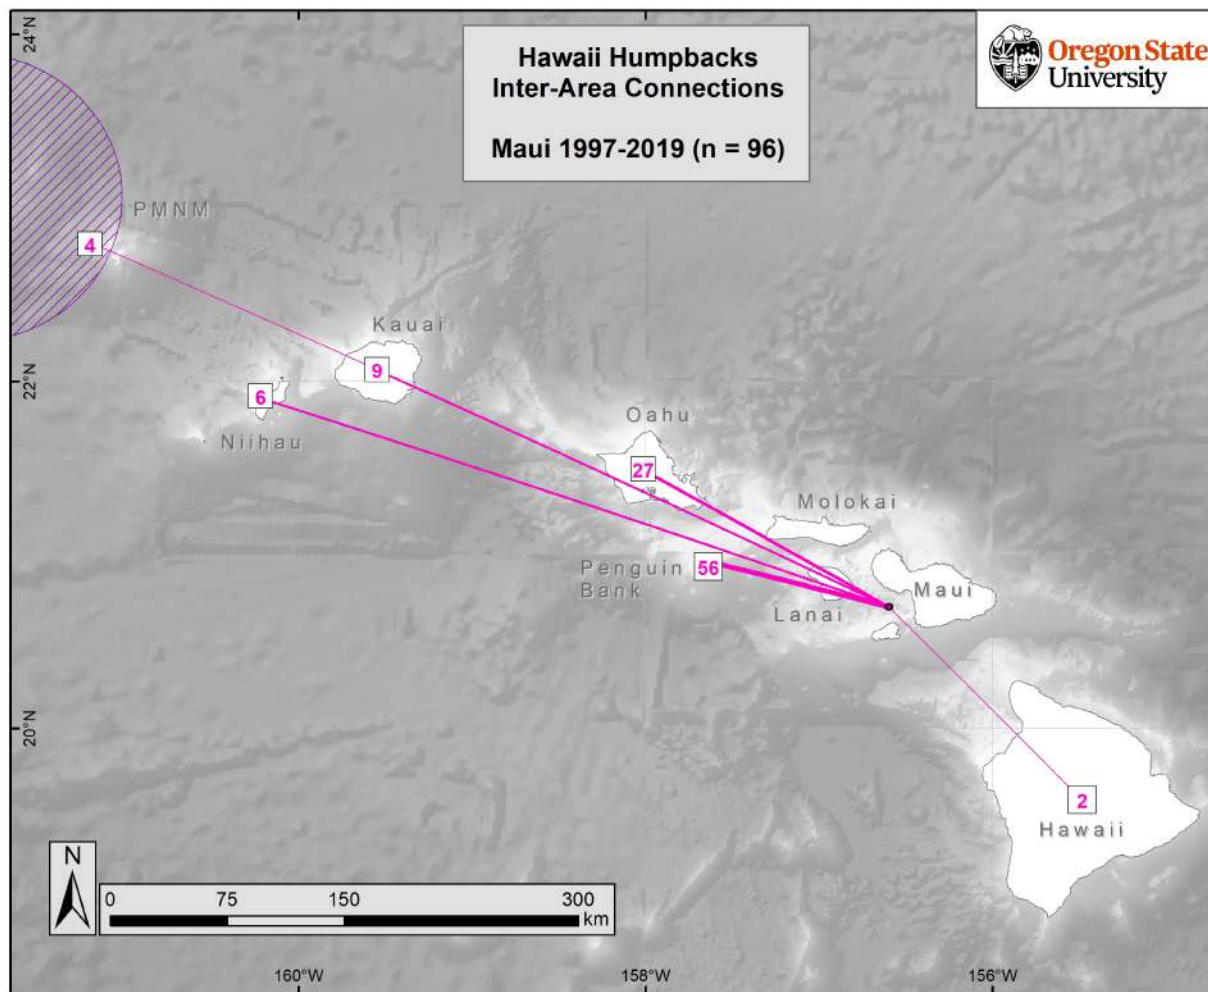 24°N
Hawaii Humpbacks
Inter-Area Connections
Maui 1997-2019 (n = 96)
Oregon State
University
PMNM
4
Kauai
9
22°N
6
Niihau
Oahu
27
Molokai
Penguin
Bank
56
Maui
Lanai
20°N
2
Hawaii
N
0 75 150 300
km
160°W 158°W 156°W